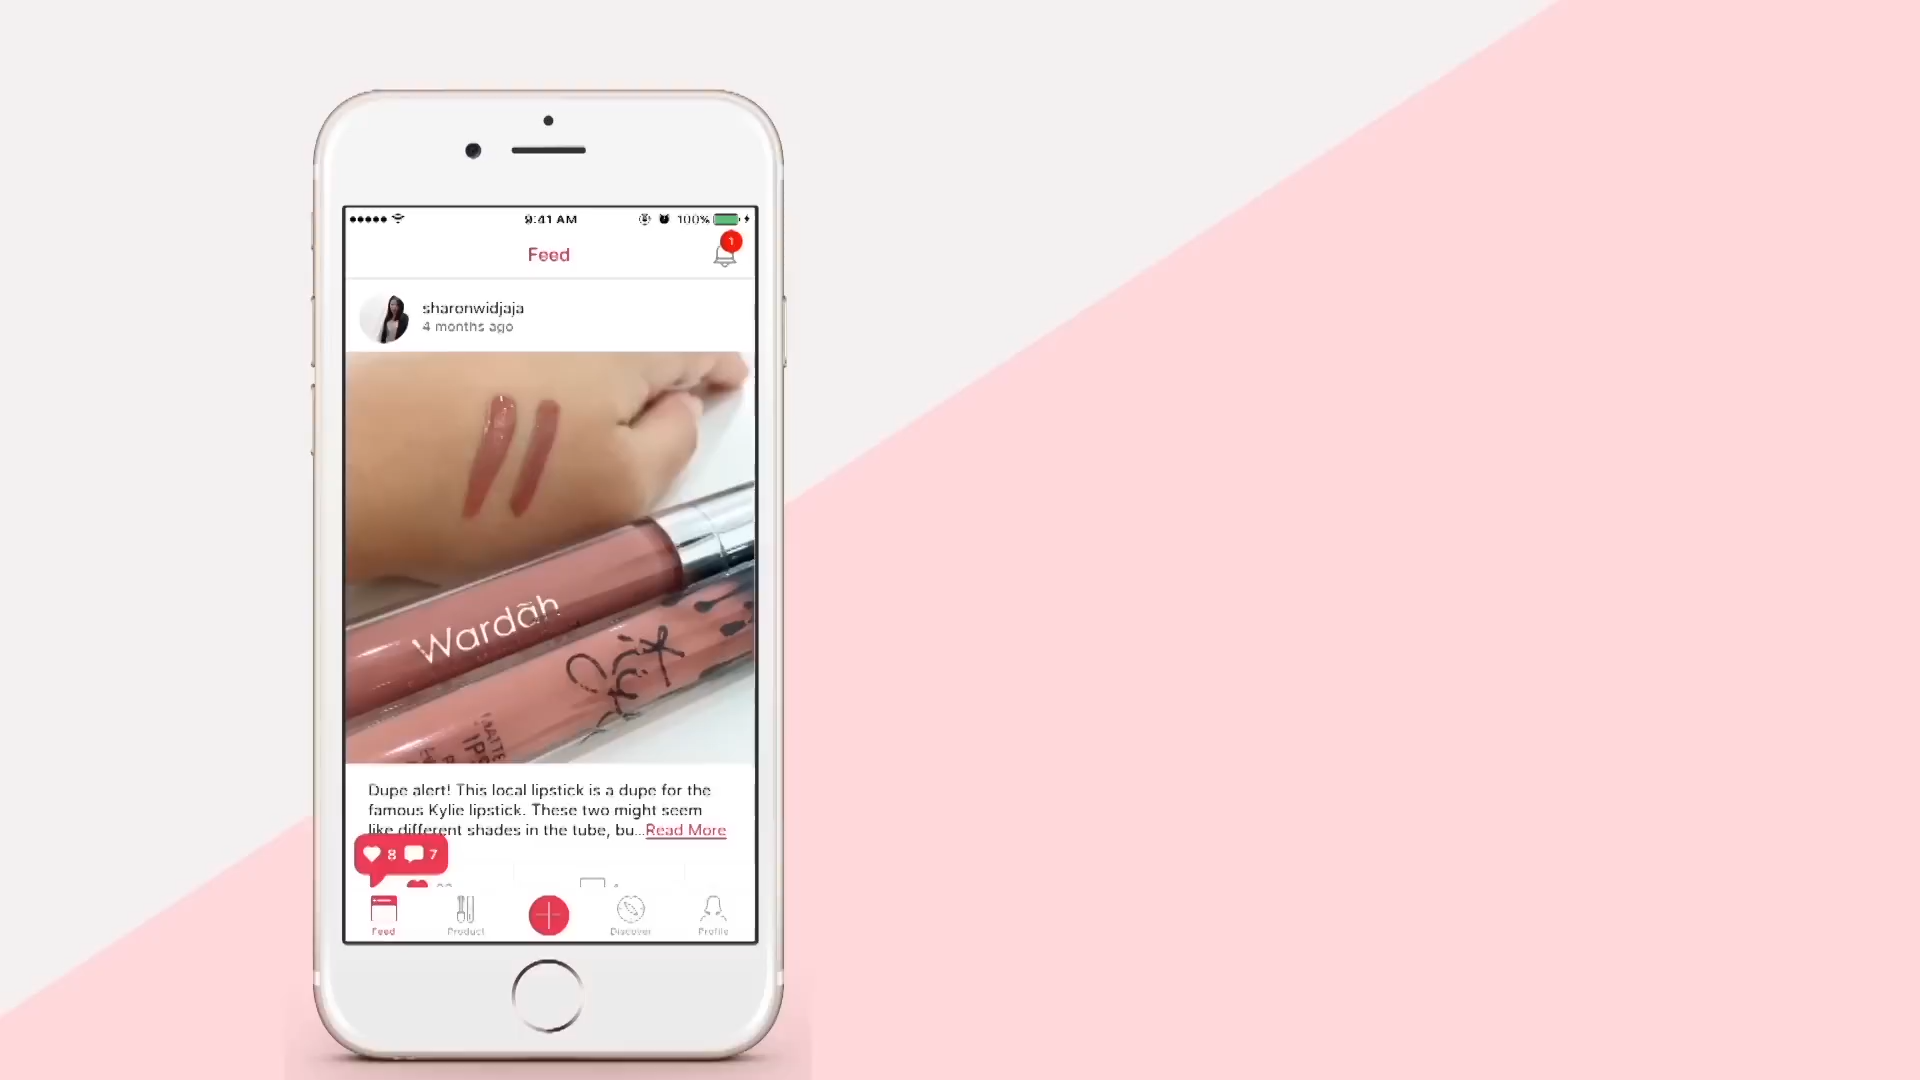 9:41 AM 100%
1
Feed
sharonwidjaja
4 months ago
Wardah
MATTE
Dupe alert! This local lipstick is a dupe for the
famous Kylie lipstick. These two might seem
like different shades in the tube, bu...Read More
8 7
Feed Product Discover Profile